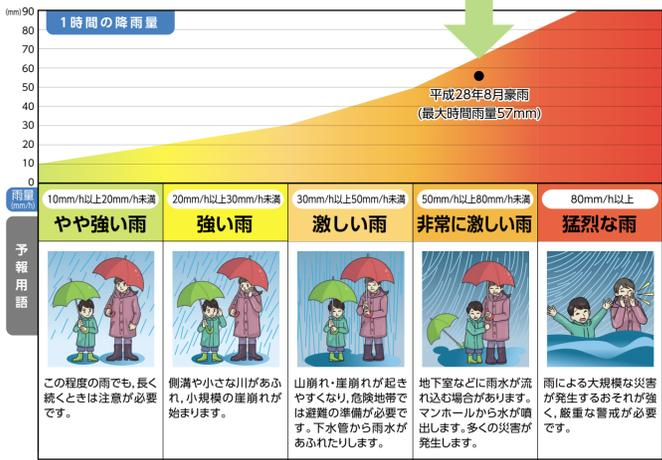 (mm)90
1時間の降雨量
80
70
60
50
40
30
20
10
0
平成28年8月豪雨
(最大時間雨量57mm)
雨量
(mm/h)
10mm/h以上20mm/h未満
20mm/h以上30mm/h未満
30mm/h以上50mm/h未満
50mm/h以上80mm/h未満
80mm/h以上
予報用語
やや強い雨
強い雨
激しい雨
非常に激しい雨
猛烈な雨
この程度の雨でも、長く
続くときは注意が必要
です。
側溝や小さな川があふ
れ、小規模の崖崩れが
始まります。
山崩れ・崖崩れが起き
やすくなり、危険地帯で
は避難の準備が必要で
す。下水管から雨水が
あふれたりします。
地下室などに雨水が流
れ込む場合があります。
マンホールから水が噴
出します。多くの災害が
発生します。
雨による大規模な災害
が発生するおそれが強
く、厳重な警戒が必要
です。